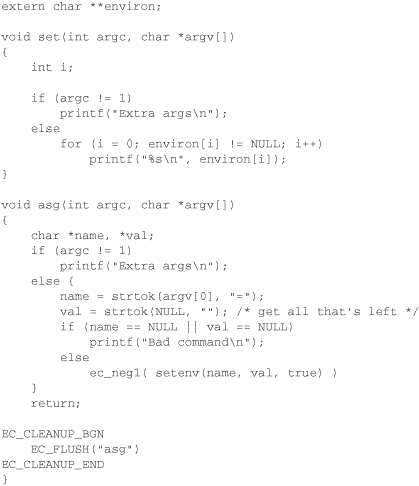 extern char **environ;

void set(int argc, char *argv[])
{
    int i;

    if (argc != 1)
        printf("Extra args\n");
    else
        for (i = 0; environ[i] != NULL; i++)
            printf("%s\n", environ[i]);
}

void asg(int argc, char *argv[])
{
    char *name, *val;
    if (argc != 1)
        printf("Extra args\n");
    else {
        name = strtok(argv[0], "=");
        val = strtok(NULL, ""); /* get all that's left */
        if (name == NULL || val == NULL)
            printf("Bad command\n");
        else
            ec_neg1( setenv(name, val, true) )
    }
    return;

EC_CLEANUP_BGN
    EC_FLUSH("asg")
EC_CLEANUP_END
}